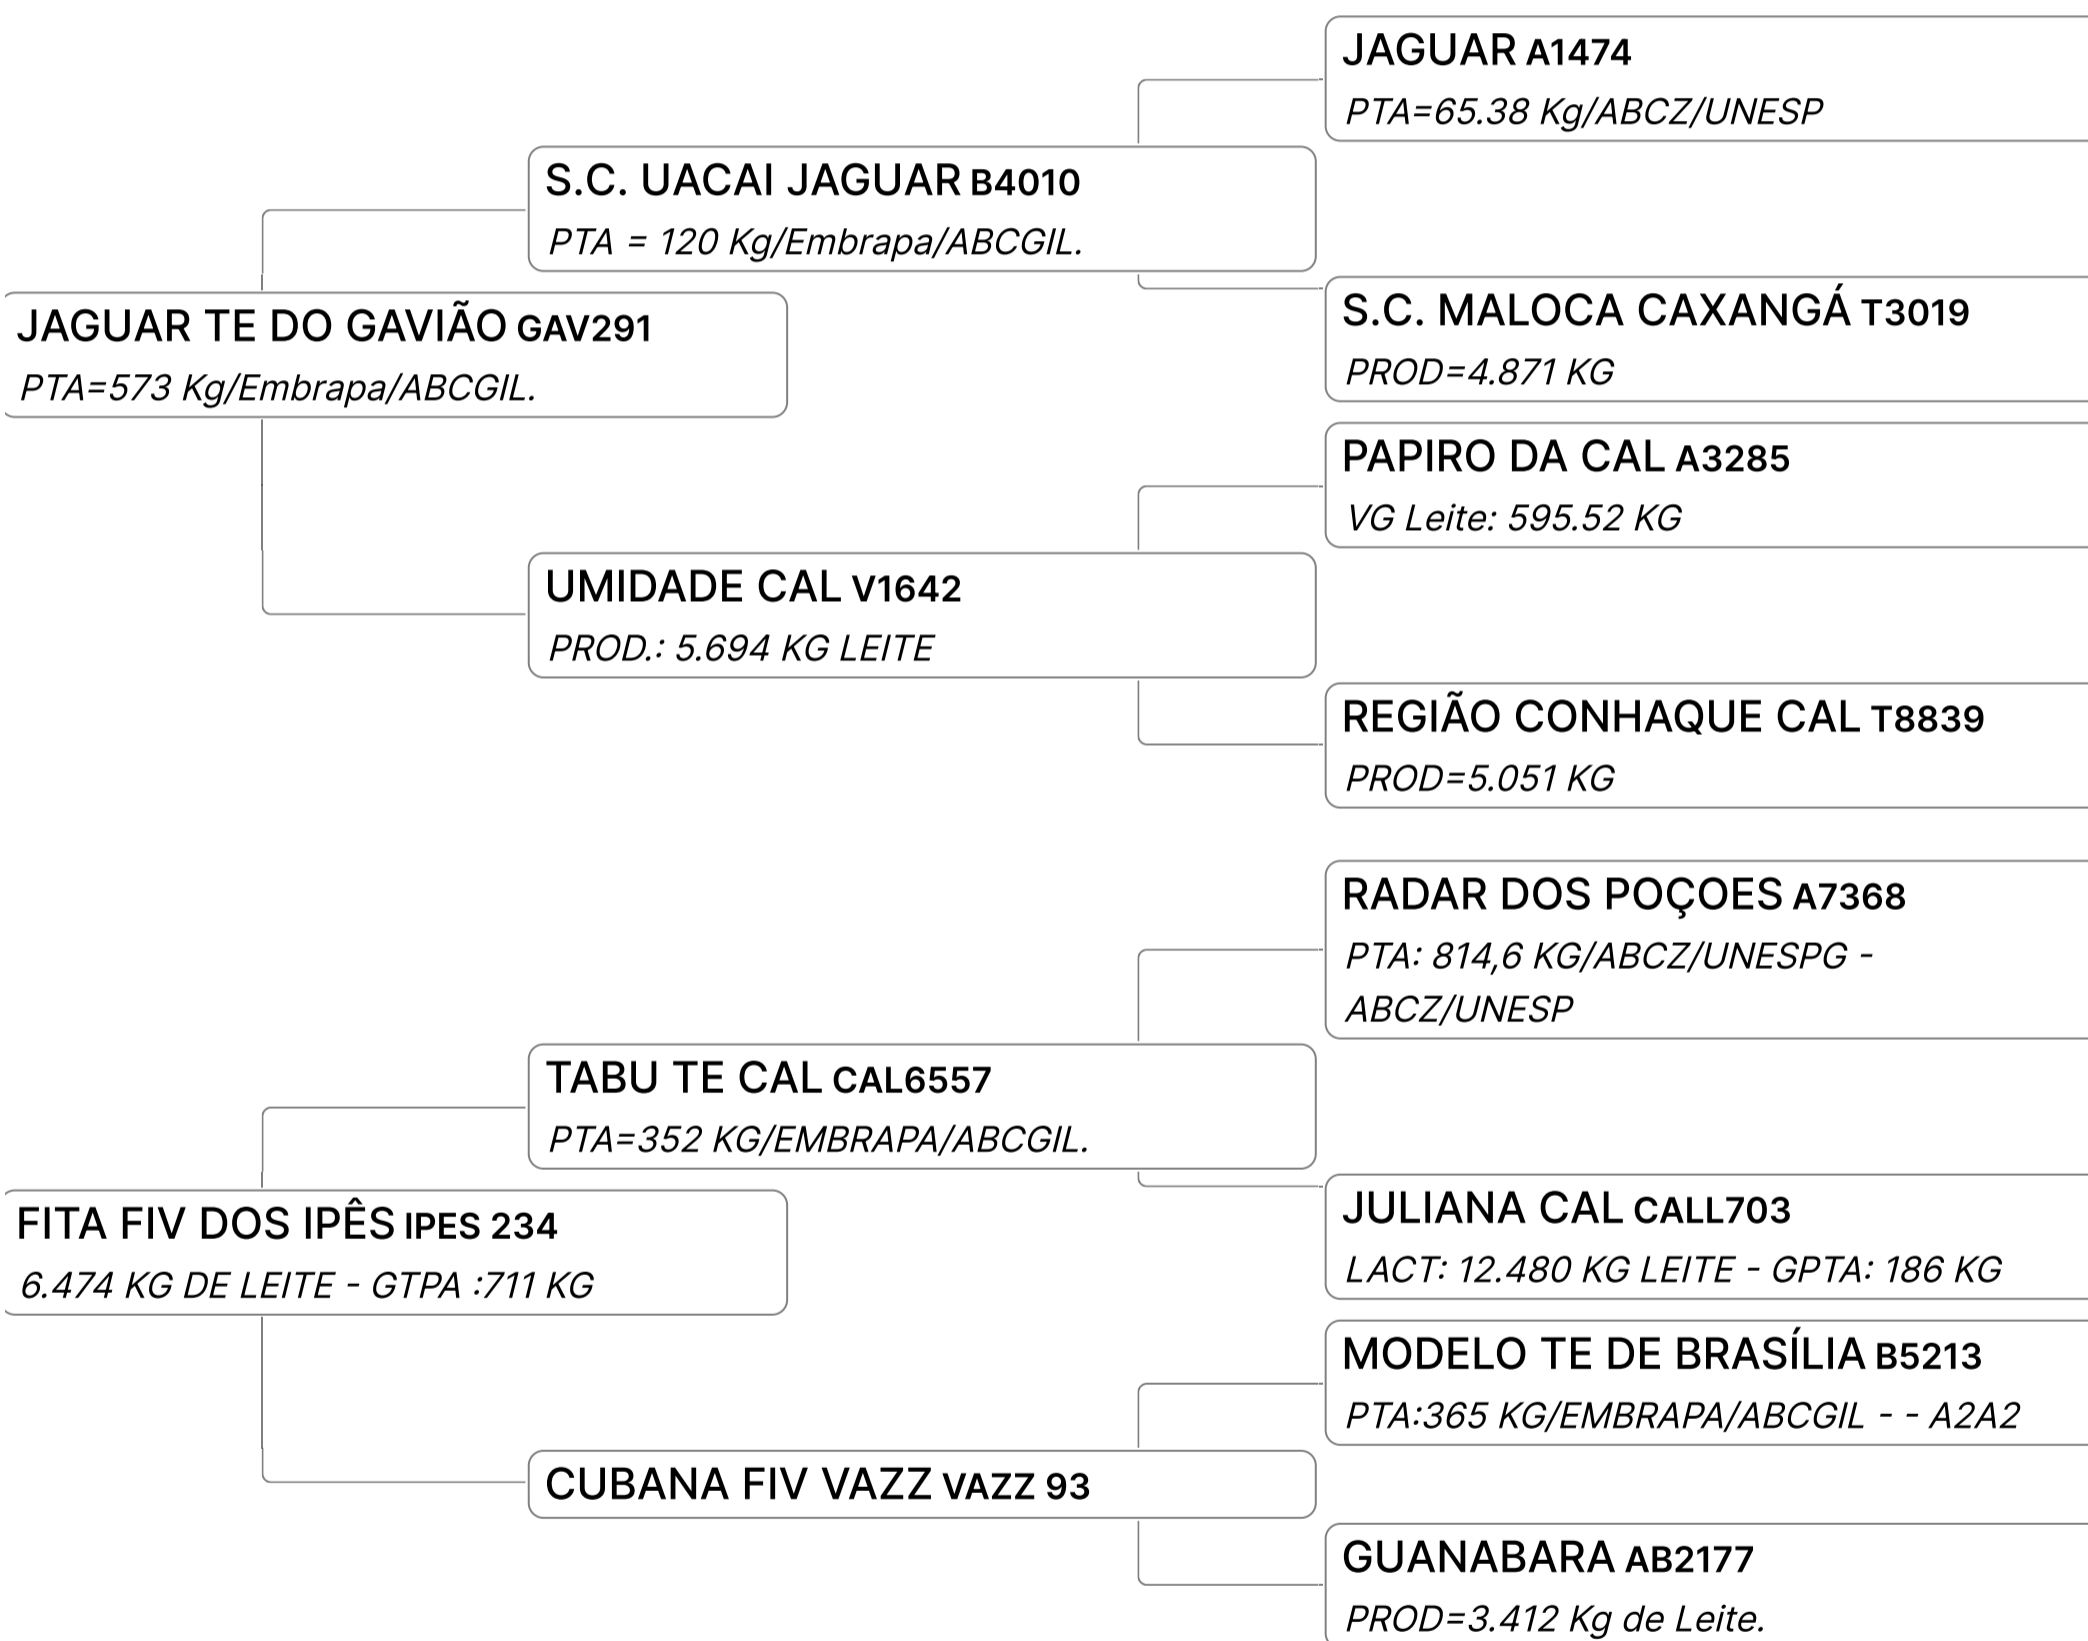 JAGUAR A1474
PTA=65.38 Kg/ABCZ/UNESP
S.C. UACAI JAGUAR B4010
PTA = 120 Kg/Embrapa/ABCGIL.
S.C. MALOCA CAXANGÁ T3019
PROD=4.871 KG
JAGUAR TE DO GAVIÃO GAV291
PTA=573 Kg/Embrapa/ABCGIL.
PAPIRO DA CAL A3285
VG Leite: 595.52 KG
UMIDADE CAL V1642
PROD.: 5.694 KG LEITE
REGIÃO CONHAQUE CAL T8839
PROD=5.051 KG
RADAR DOS POÇOES A7368
PTA: 814,6 KG/ABCZ/UNESPG -
ABCZ/UNESP
TABU TE CAL CAL6557
PTA=352 KG/EMBRAPA/ABCGIL.
JULIANA CAL CALL703
LACT: 12.480 KG LEITE - GPTA: 186 KG
FITA FIV DOS IPÊS IPES 234
6.474 KG DE LEITE - GTPA :711 KG
MODELO TE DE BRASÍLIA B5213
PTA:365 KG/EMBRAPA/ABCGIL - - A2A2
CUBANA FIV VAZZ VAZZ 93
GUANABARA AB2177
PROD=3.412 Kg de Leite.